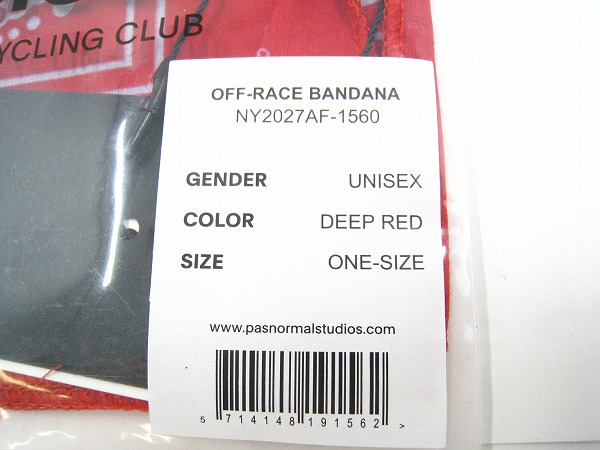 CYCLING CLUB
OFF-RACE BANDANA
NY2027AF-1560
GENDER UNISEX
COLOR DEEP RED
SIZE ONE-SIZE
www.pasnormalstudios.com
5 714148 191562 >